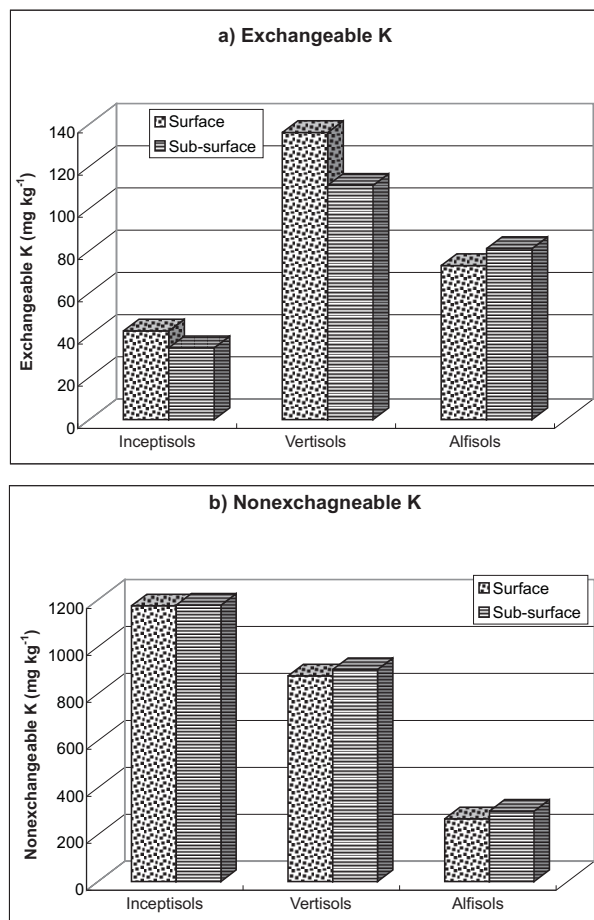 a) Exchangeable K
Surface
Sub-surface
140
120
100
80
60
40
20
0
Exchangeable K (mg kg-1)
Inceptisols Vertisols Alfisols
b) Nonexchagneable K
Surface
Sub-surface
1200
1000
800
600
400
200
0
Nonexchangeable K (mg kg-1)
Inceptisols Vertisols Alfisols